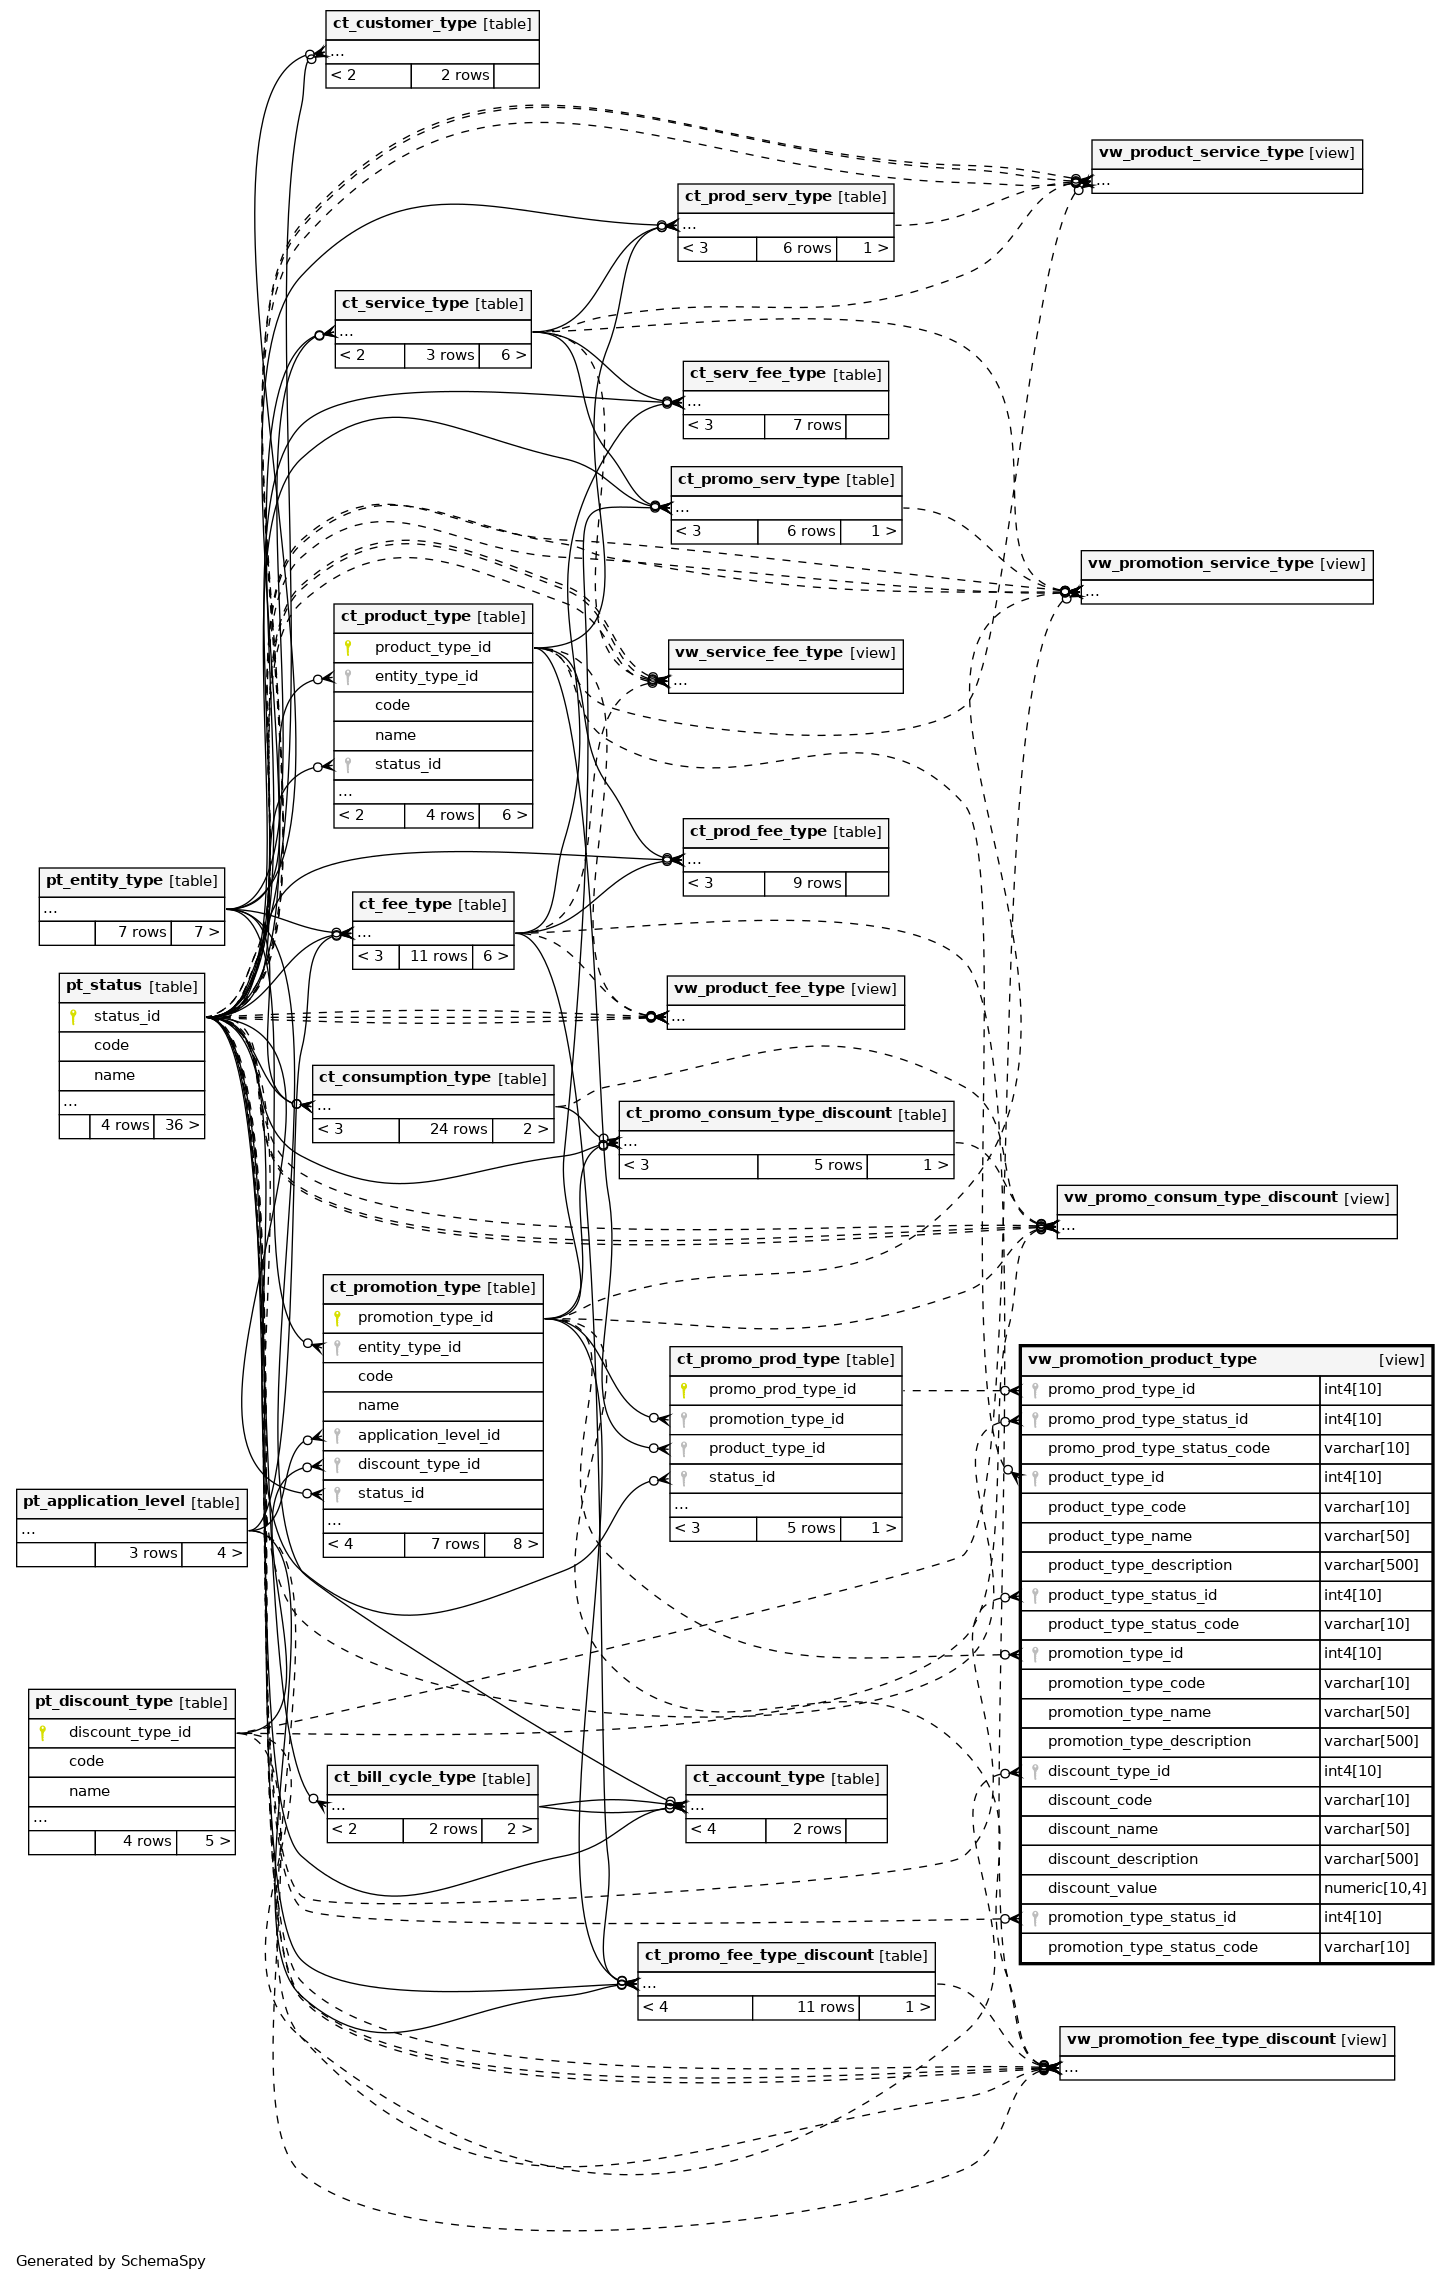 ct_customer_type [table]
...
< 2 2 rows
vw_product_service_type [view]
...
ct_prod_serv_type [table]
...
< 3 6 rows 1 >
ct_service_type [table]
...
< 2 3 rows 6 >
ct_serv_fee_type [table]
...
< 3 7 rows
ct_promo_serv_type [table]
...
< 3 6 rows 1 >
vw_promotion_service_type [view]
...
ct_product_type [table]
product_type_id
entity_type_id
code
name
status_id
...
< 2 4 rows 6 >
vw_service_fee_type [view]
...
ct_prod_fee_type [table]
...
< 3 9 rows
pt_entity_type [table]
...
7 rows 7 >
ct_fee_type [table]
...
< 3 11 rows 6 >
pt_status [table]
status_id
code
name
...
4 rows 36 >
vw_product_fee_type [view]
...
ct_consumption_type [table]
...
< 3 24 rows 2 >
ct_promo_consum_type_discount [table]
...
< 3 5 rows 1 >
vw_promo_consum_type_discount [view]
...
ct_promotion_type [table]
promotion_type_id
entity_type_id
code
name
application_level_id
discount_type_id
status_id
...
< 4 7 rows 8 >
ct_promo_prod_type [table]
promo_prod_type_id
promotion_type_id
product_type_id
status_id
...
< 3 5 rows 1 >
vw_promotion_product_type [view]
promo_prod_type_id int4[10]
promo_prod_type_status_id int4[10]
promo_prod_type_status_code varchar[10]
product_type_id int4[10]
product_type_code varchar[10]
product_type_name varchar[50]
product_type_description varchar[500]
product_type_status_id int4[10]
product_type_status_code varchar[10]
promotion_type_id int4[10]
promotion_type_code varchar[10]
promotion_type_name varchar[50]
promotion_type_description varchar[500]
discount_type_id int4[10]
discount_code varchar[10]
discount_name varchar[50]
discount_description varchar[500]
discount_value numeric[10,4]
promotion_type_status_id int4[10]
promotion_type_status_code varchar[10]
pt_application_level [table]
...
3 rows 4 >
pt_discount_type [table]
discount_type_id
code
name
...
4 rows 5 >
ct_bill_cycle_type [table]
...
< 2 2 rows 2 >
ct_account_type [table]
...
< 4 2 rows
ct_promo_fee_type_discount [table]
...
< 4 11 rows 1 >
vw_promotion_fee_type_discount [view]
...
Generated by SchemaSpy